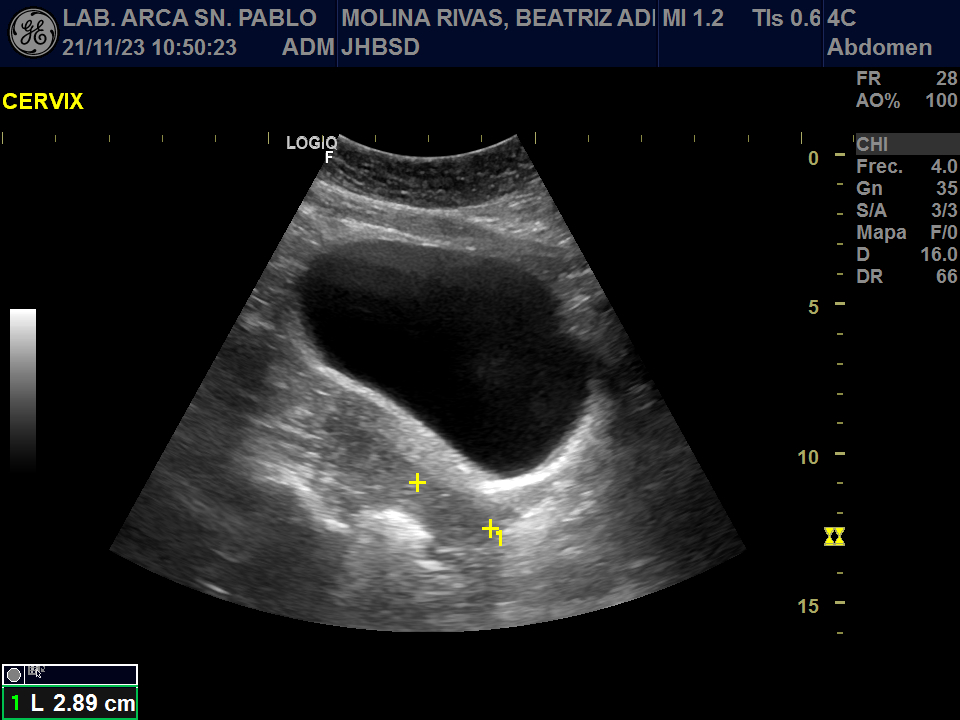 LAB. ARCA SN. PABLO MOLINA RIVAS, BEATRIZ ADI MI 1.2 TIs 0.6 4C
21/11/23 10:50:23 ADM JHBSD Abdomen
CERVIX
FR 28
AO% 100
LOGIQ
F
CHI
Frec. 4.0
Gn 35
S/A 3/3
Mapa F/0
D 16.0
DR 66
0
5
10
15
1
1 L 2.89 cm